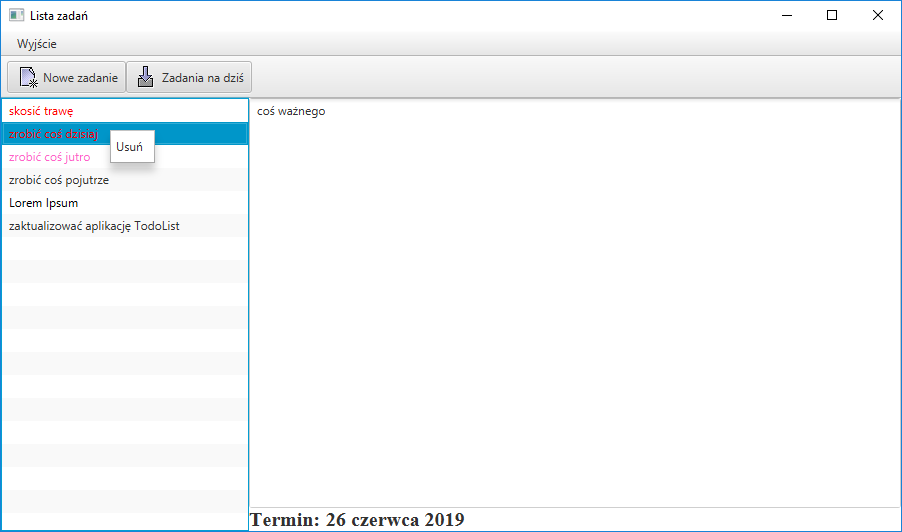 Lista zadań
Wyjście
Nowe zadanie
Zadania na dziś
skosić trawę
zrobić coś dzisiaj
Usuń
zrobić coś jutro
zrobić coś pojutrze
Lorem Ipsum
zaktualizować aplikację TodoList
coś ważnego
Termin: 26 czerwca 2019